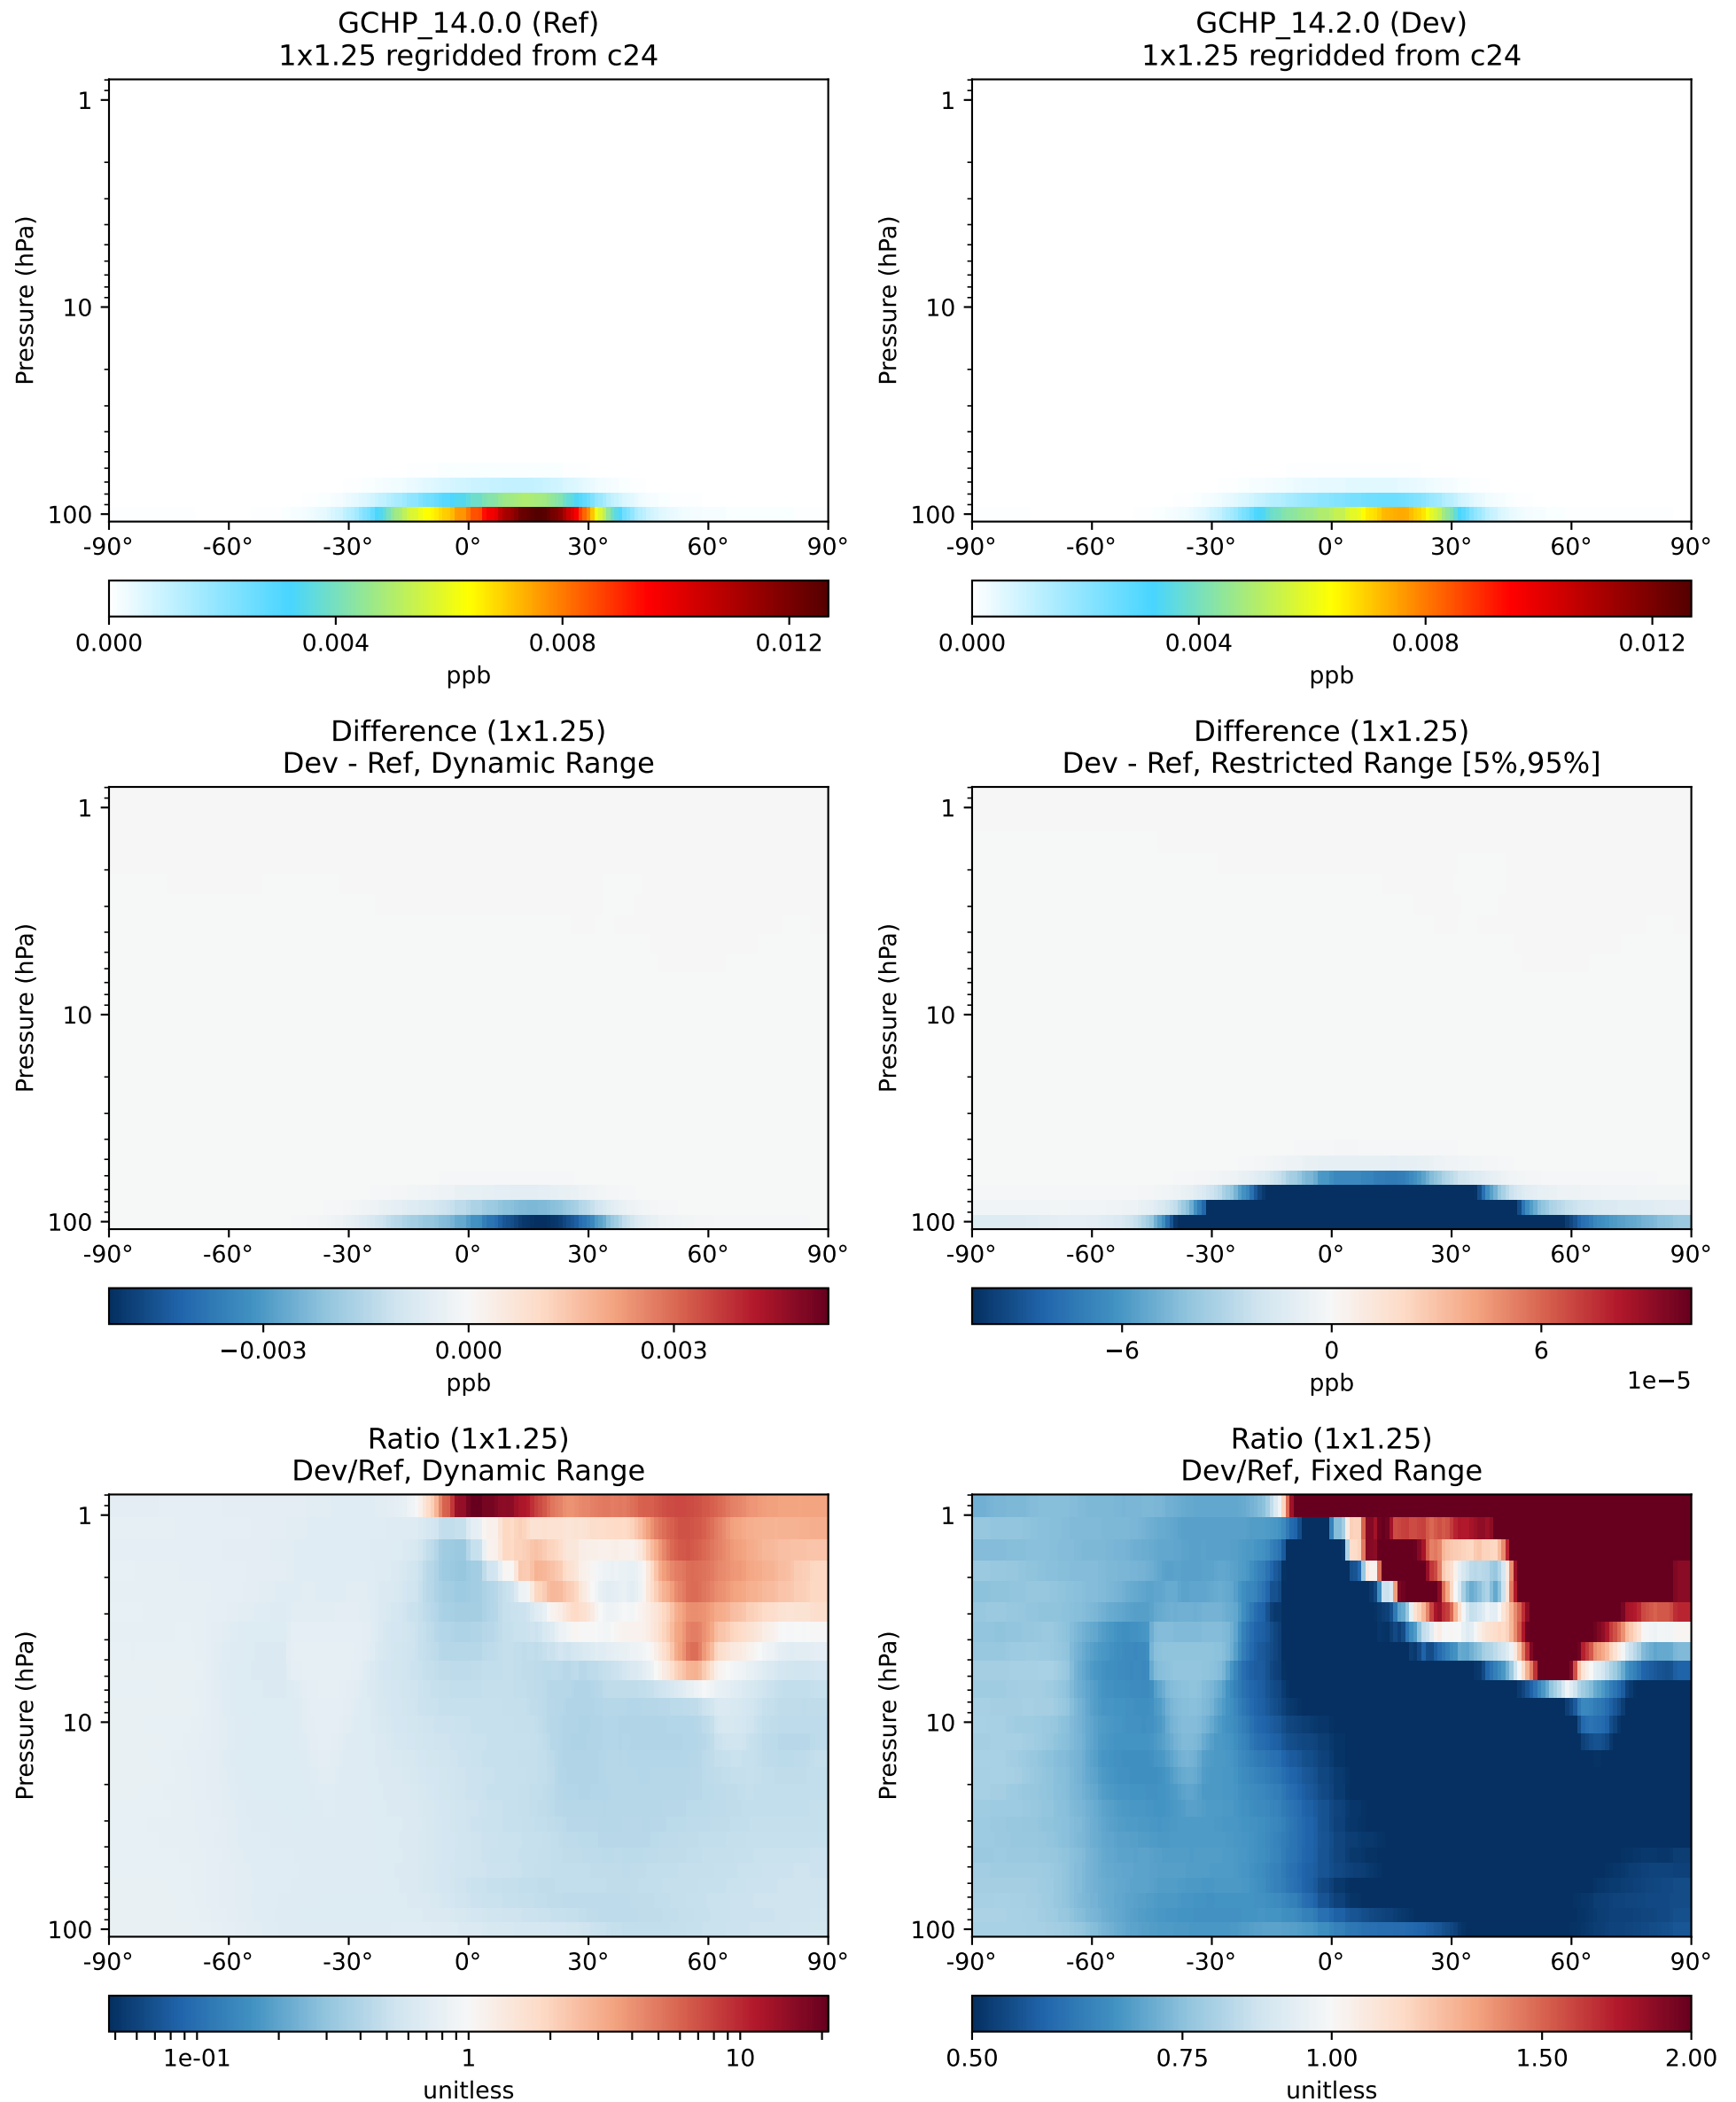 GCHP_14.0.0 (Ref)
1x1.25 regridded from c24
Pressure (hPa)
1
10
100
-90° -60° -30° 0° 30° 60° 90°
0.000 0.004 0.008 0.012
ppb
GCHP_14.2.0 (Dev)
1x1.25 regridded from c24
Pressure (hPa)
1
10
100
-90° -60° -30° 0° 30° 60° 90°
0.000 0.004 0.008 0.012
ppb
Difference (1x1.25)
Dev - Ref, Dynamic Range
Pressure (hPa)
1
10
100
-90° -60° -30° 0° 30° 60° 90°
−0.003 0.000 0.003
ppb
Difference (1x1.25)
Dev - Ref, Restricted Range [5%,95%]
Pressure (hPa)
1
10
100
-90° -60° -30° 0° 30° 60° 90°
−6 0 6
ppb
1e−5
Ratio (1x1.25)
Dev/Ref, Dynamic Range
Pressure (hPa)
1
10
100
-90° -60° -30° 0° 30° 60° 90°
1e-01 1 10
unitless
Ratio (1x1.25)
Dev/Ref, Fixed Range
Pressure (hPa)
1
10
100
-90° -60° -30° 0° 30° 60° 90°
0.50 0.75 1.00 1.50 2.00
unitless